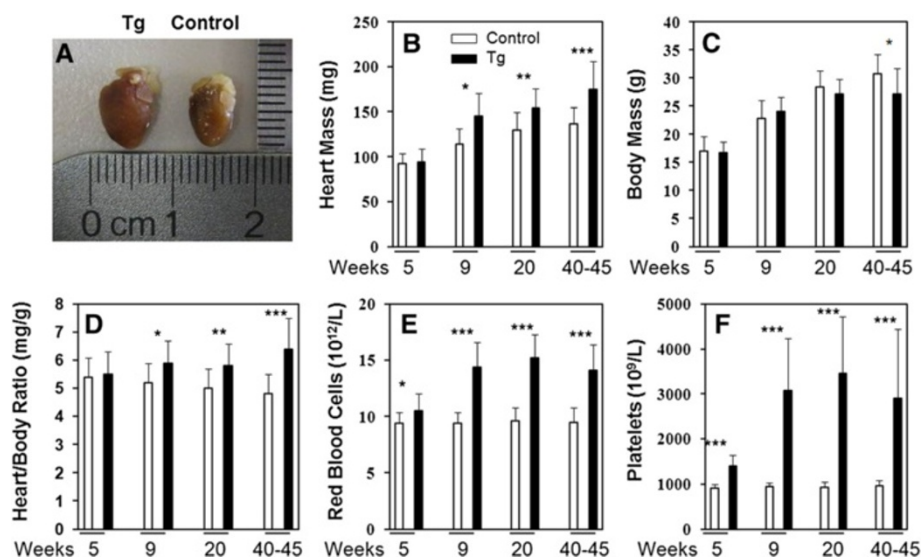 Tg Control
A
0 cm 1 2
B
Control
Tg
Heart Mass (mg)
250
200
150
100
50
0
* ** ***
Weeks 5 9 20 40-45
C
Body Mass (g)
40
35
30
25
20
15
10
5
0
*
Weeks 5 9 20 40-45
D
Heart/Body Ratio (mg/g)
8
7
6
5
4
3
2
1
0
* ** ***
Weeks 5 9 20 40-45
E
Red Blood Cells (10¹²/L)
20
15
10
5
0
* *** *** ***
Weeks 5 9 20 40-45
F
Platelets (10⁹/L)
5000
4000
3000
2000
1000
0
*** *** *** ***
Weeks 5 9 20 40-45